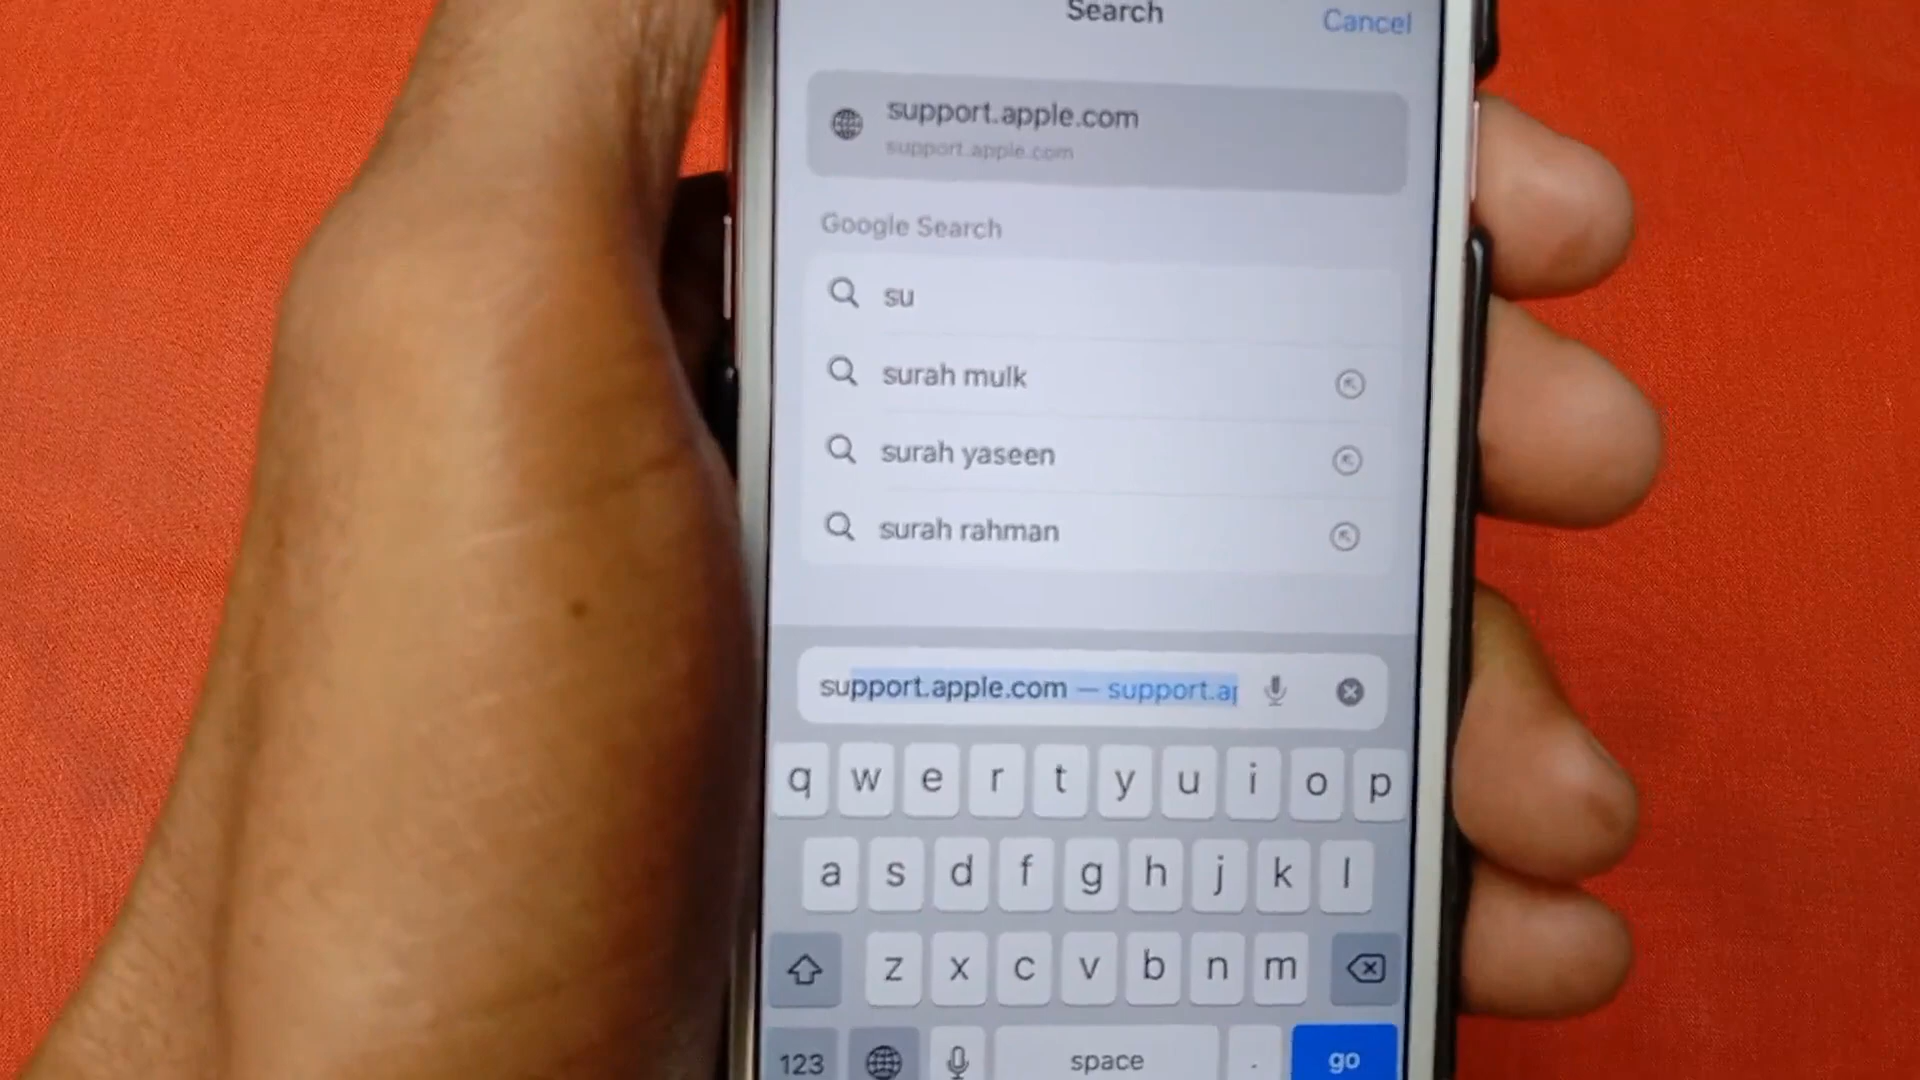 Search
Cancel
support.apple.com
support.apple.com
Google Search
su
surah mulk
surah yaseen
surah rahman
support.apple.com — support.ap
q w e r t y u i o p
a s d f g h j k l
z x c v b n m
123 space . go